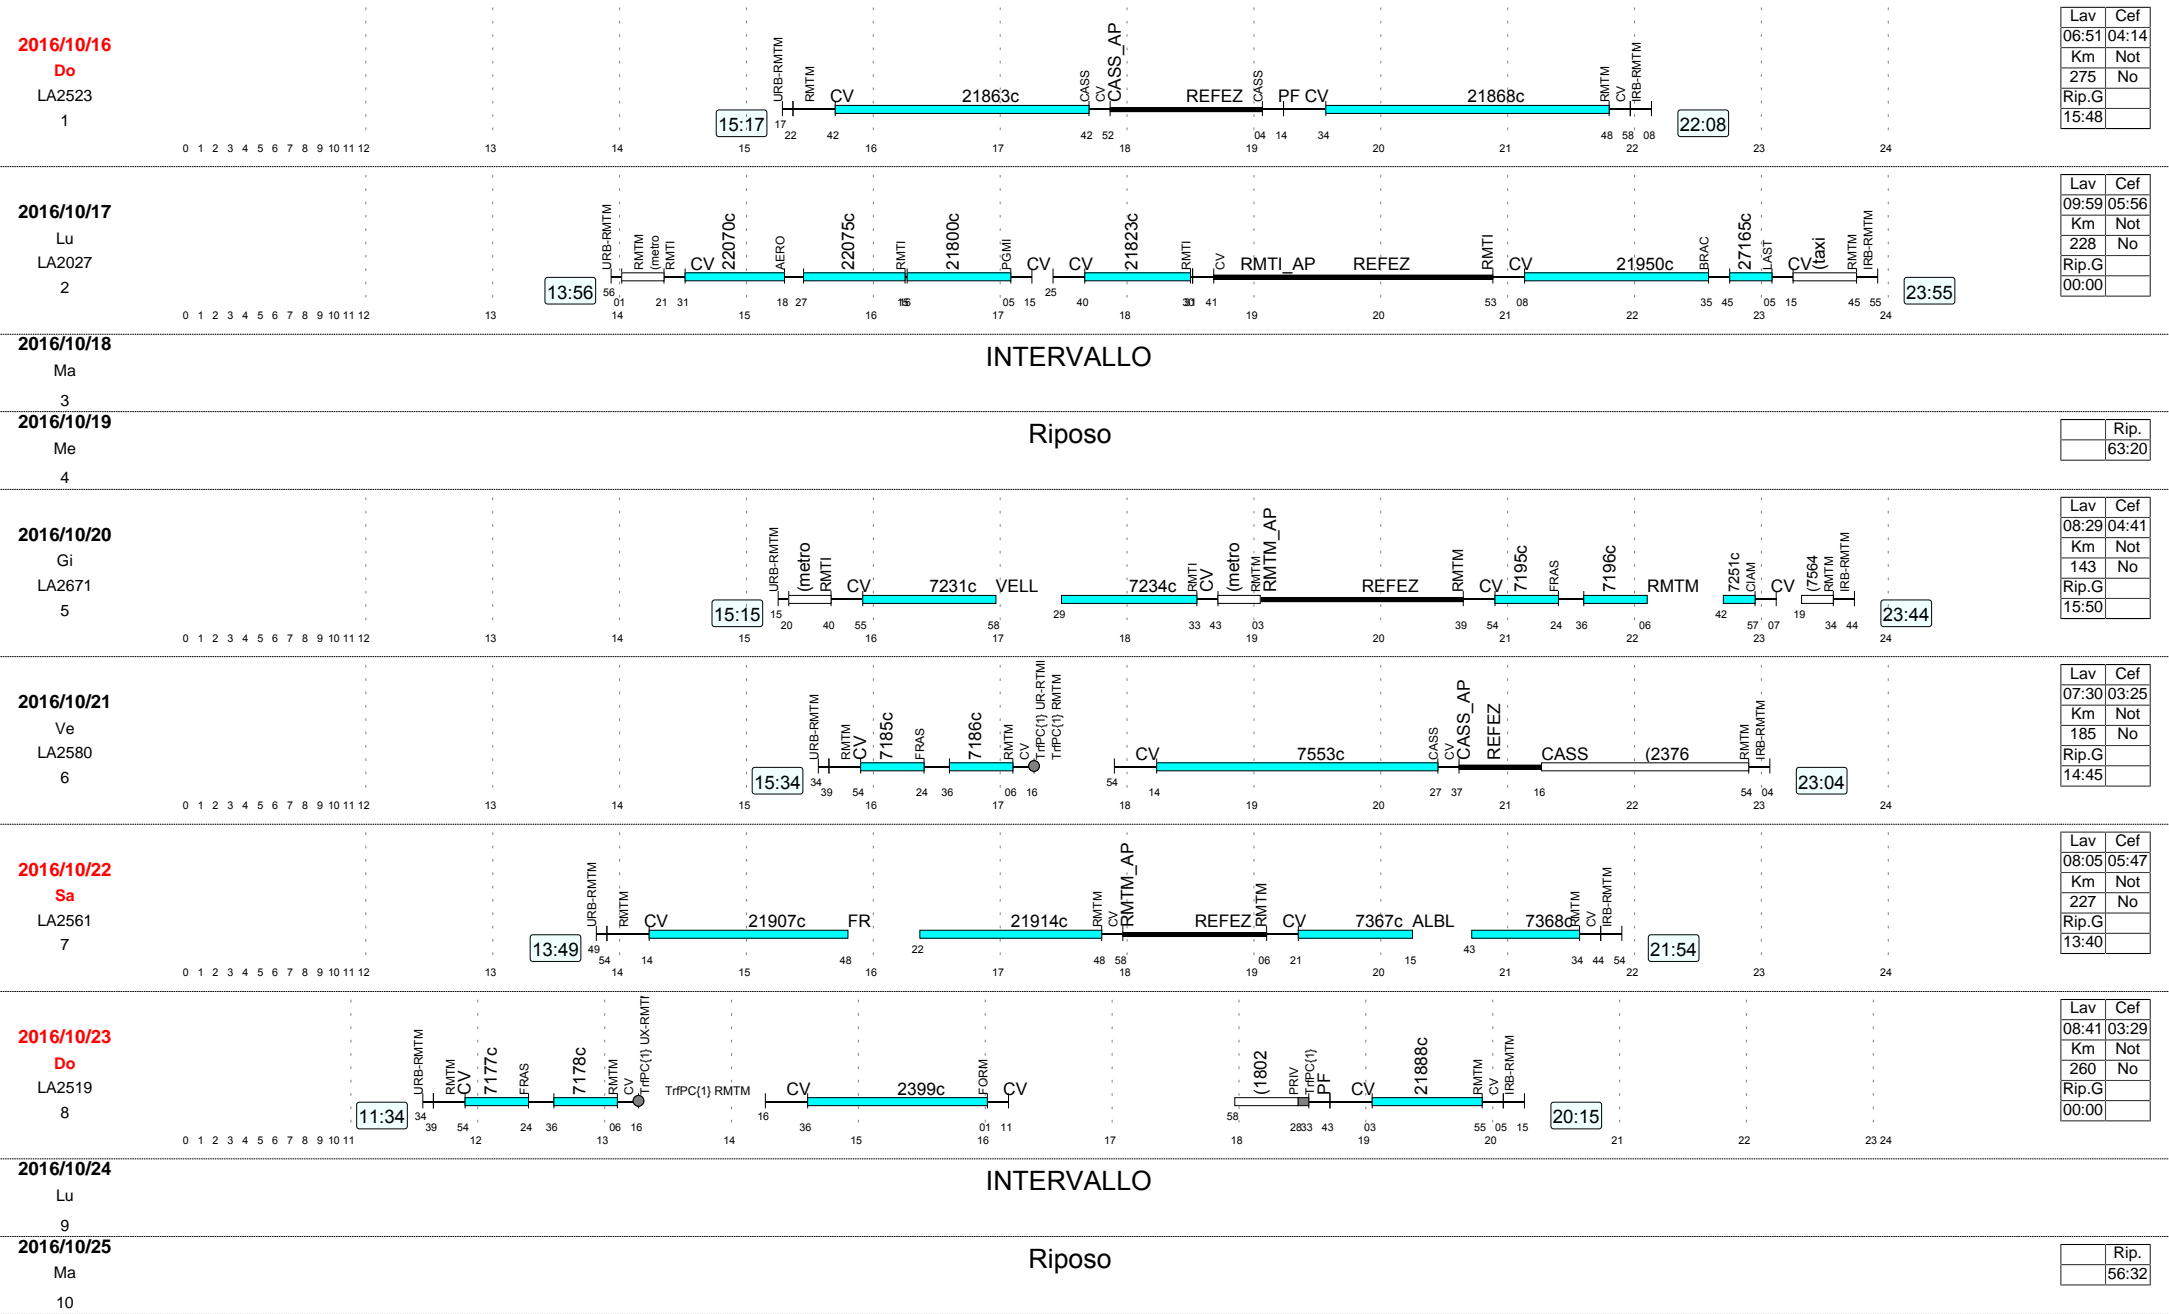 2016/10/16
Do
LA2523
1
15:17
URB-RMTM
RMTM
CV
21863c
CASS
CV
CASS_AP
REFEZ
CASS
PF CV
21868c
RMTM
CV
IRB-RMTM
22:08
17 22 42 42 52 04 14 34 48 58 08
0 1 2 3 4 5 6 7 8 9 10 11 12 13 14 15 16 17 18 19 20 21 22 23 24
Lav Cef
06:51 04:14
Km Not
275 No
Rip.G
15:48
2016/10/17
Lu
LA2027
2
13:56
URB-RMTM
RMTM
(metro
RMTI
CV
22070c
AERO
22075c
RMTI
21800c
PGMI
CV
CV
21823c
RMTI
CV
RMTI_AP
REFEZ
RMTI
CV
21950c
BRAC
27165c
LAST
CV
(taxi
RMTM
IRB-RMTM
23:55
56 01 21 31 18 27 16 05 15 25 40 41 53 08 35 45 05 15 45 55
0 1 2 3 4 5 6 7 8 9 10 11 12 13 14 15 16 17 18 19 20 21 22 23 24
Lav Cef
09:59 05:56
Km Not
228 No
Rip.G
00:00
2016/10/18
Ma
3
INTERVALLO
2016/10/19
Me
4
Riposo
Rip.
63:20
2016/10/20
Gi
LA2671
5
15:15
URB-RMTM
(metro
RMTI
CV
7231c
VELL
7234c
RMTI
CV
(metro
RMTM
RMTM_AP
REFEZ
RMTM
CV
7195c
FRAS
7196c
RMTM
7251c
CIAM
CV
(7564
RMTM
IRB-RMTM
23:44
15 20 40 55 58 29 33 43 03 39 54 24 36 06 42 57 07 19 34 44
0 1 2 3 4 5 6 7 8 9 10 11 12 13 14 15 16 17 18 19 20 21 22 23 24
Lav Cef
08:29 04:41
Km Not
143 No
Rip.G
15:50
2016/10/21
Ve
LA2580
6
15:34
URB-RMTM
RMTM
CV
7185c
FRAS
7186c
RMTM
CV
TrfPC{1} UR-RTMI
TrfPC{1} RMTM
CV
7553c
CASS
CV
CASS_AP
REFEZ
CASS
(2376
RMTM
IRB-RMTM
23:04
34 39 54 24 36 06 16 54 14 27 37 16 54 04
0 1 2 3 4 5 6 7 8 9 10 11 12 13 14 15 16 17 18 19 20 21 22 23 24
Lav Cef
07:30 03:25
Km Not
185 No
Rip.G
14:45
2016/10/22
Sa
LA2561
7
13:49
URB-RMTM
RMTM
CV
21907c
FR
21914c
RMTM
CV
RMTM_AP
REFEZ
RMTM
CV
7367c
ALBL
7368c
RMTM
CV
IRB-RMTM
21:54
49 54 14 48 22 48 58 06 21 15 43 34 44 54
0 1 2 3 4 5 6 7 8 9 10 11 12 13 14 15 16 17 18 19 20 21 22 23 24
Lav Cef
08:05 05:47
Km Not
227 No
Rip.G
13:40
2016/10/23
Do
LA2519
8
11:34
URB-RMTM
RMTM
CV
7177c
FRAS
7178c
RMTM
CV
TrfPC{1} UX-RMTI
TrfPC{1} RMTM
CV
2399c
FORM
CV
(1802
PRIV
TrfPC{1}
PF
CV
21888c
RMTM
CV
IRB-RMTM
20:15
34 39 54 24 36 06 16 16 36 01 11 58 28 33 43 03 55 05 15
0 1 2 3 4 5 6 7 8 9 10 11 12 13 14 15 16 17 18 19 20 21 22 23 24
Lav Cef
08:41 03:29
Km Not
260 No
Rip.G
00:00
2016/10/24
Lu
9
INTERVALLO
2016/10/25
Ma
10
Riposo
Rip.
56:32